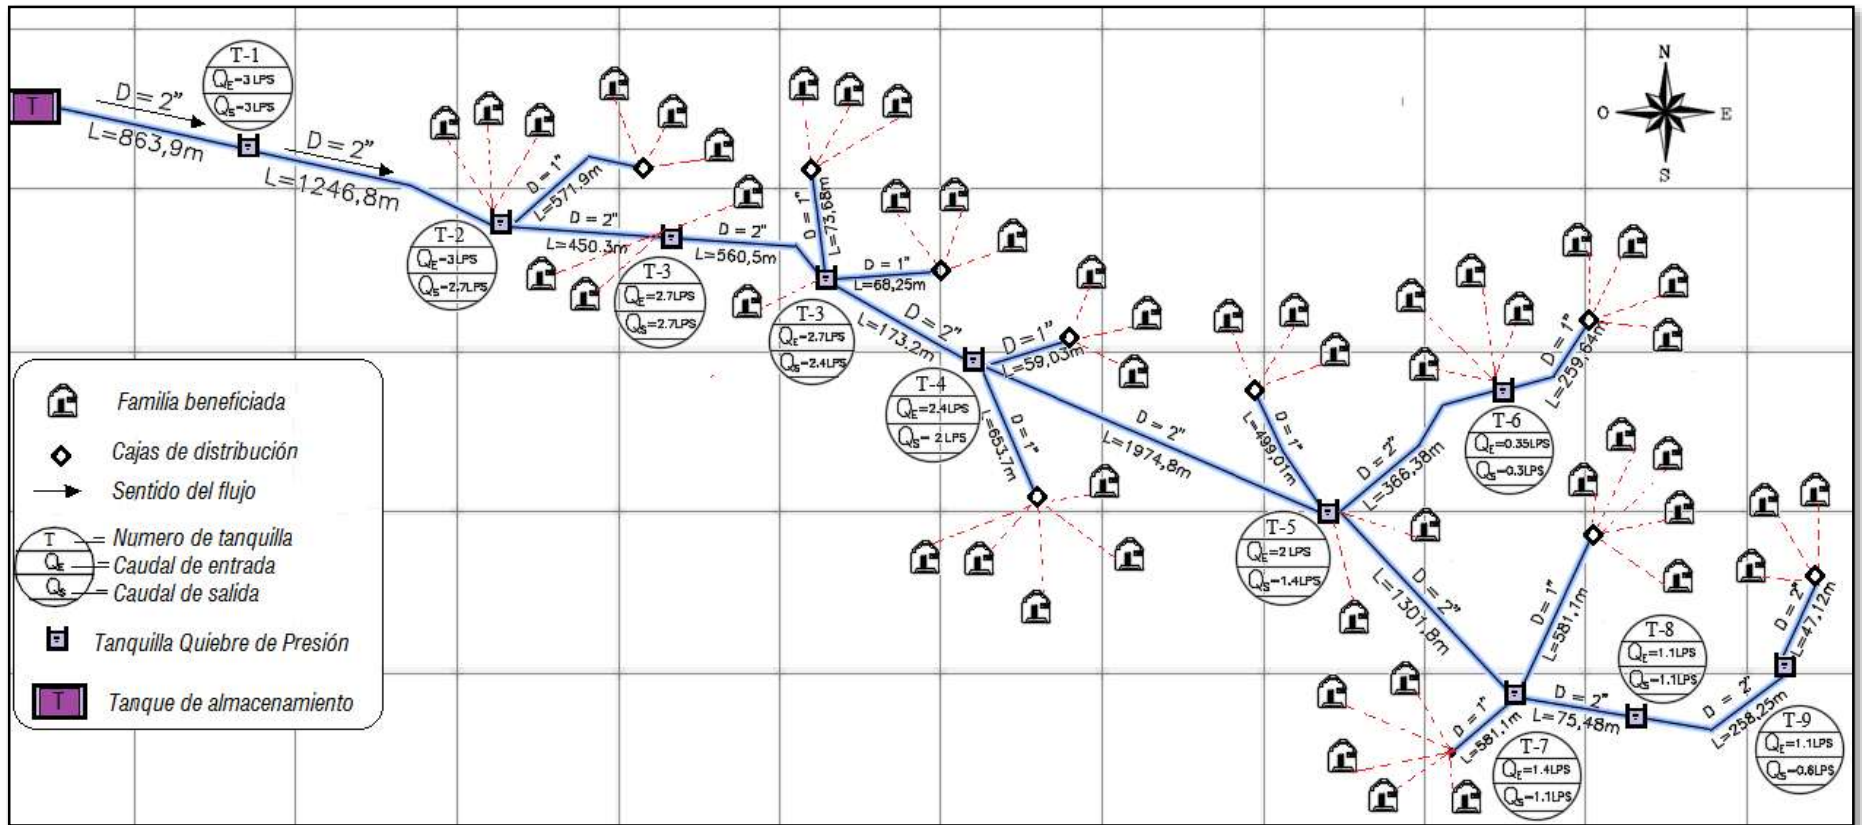 T
D = 2"
L=863,9m
T-1
QE=3LPS
QS=3LPS
D = 2"
L=1246,8m
T-2
QE=3LPS
QS=2.7LPS
D = 1"
L=571.9m
D = 2"
L=450.3m
T-3
QE=2.7LPS
QS=2.7LPS
D = 2"
L=560,5m
T-3
QE=2.7LPS
QS=2.4LPS
D = 1"
L=73,68m
D = 1"
L=68,25m
D = 2"
L=173.2m
T-4
QE=2.4LPS
QS=2LPS
D = 1"
L=59,03m
D = 1"
L=653.7m
D = 2"
L=1974,8m
T-5
QE=2LPS
QS=1.4LPS
D = 1"
L=499,01m
D = 2"
L=366,38m
T-6
QE=0.35LPS
QS=0.3LPS
D = 1"
L=259,64m
D = 2"
L=1301,8m
D = 1"
L=581,1m
D = 1"
L=581,1m
T-7
QE=1.4LPS
QS=1.1LPS
D = 2"
L=75,48m
T-8
QE=1.1LPS
QS=1.1LPS
D = 2"
L=258,25m
T-9
QE=1.1LPS
QS=0.6LPS
D = 2"
L=47,12m
N
O
E
S
Familia beneficiada
Cajas de distribución
Sentido del flujo
T
Numero de tanquilla
QE
Caudal de entrada
QS
Caudal de salida
Tanquilla Quiebre de Presión
T
Tanque de almacenamiento